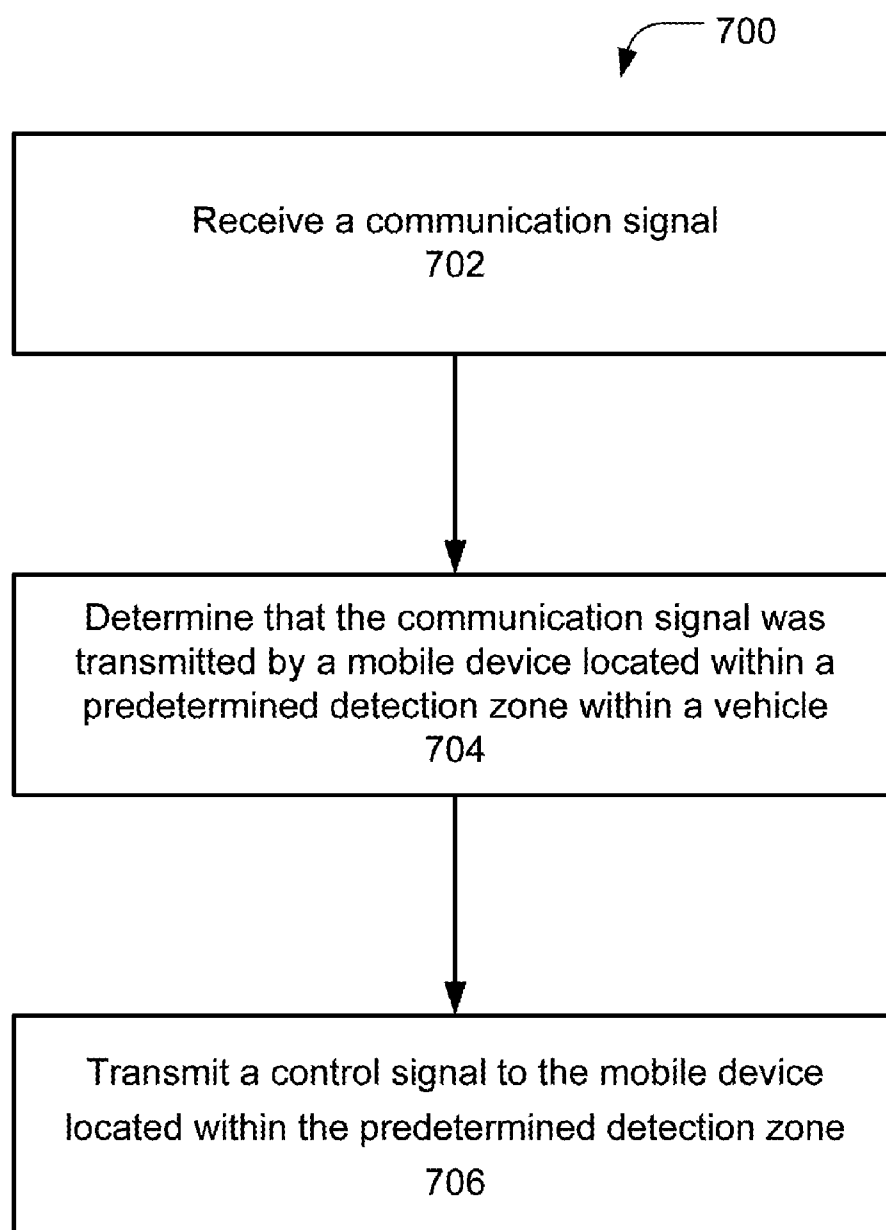 700
Receive a communication signal
702
Determine that the communication signal was
transmitted by a mobile device located within a
predetermined detection zone within a vehicle
704
Transmit a control signal to the mobile device
located within the predetermined detection zone
706